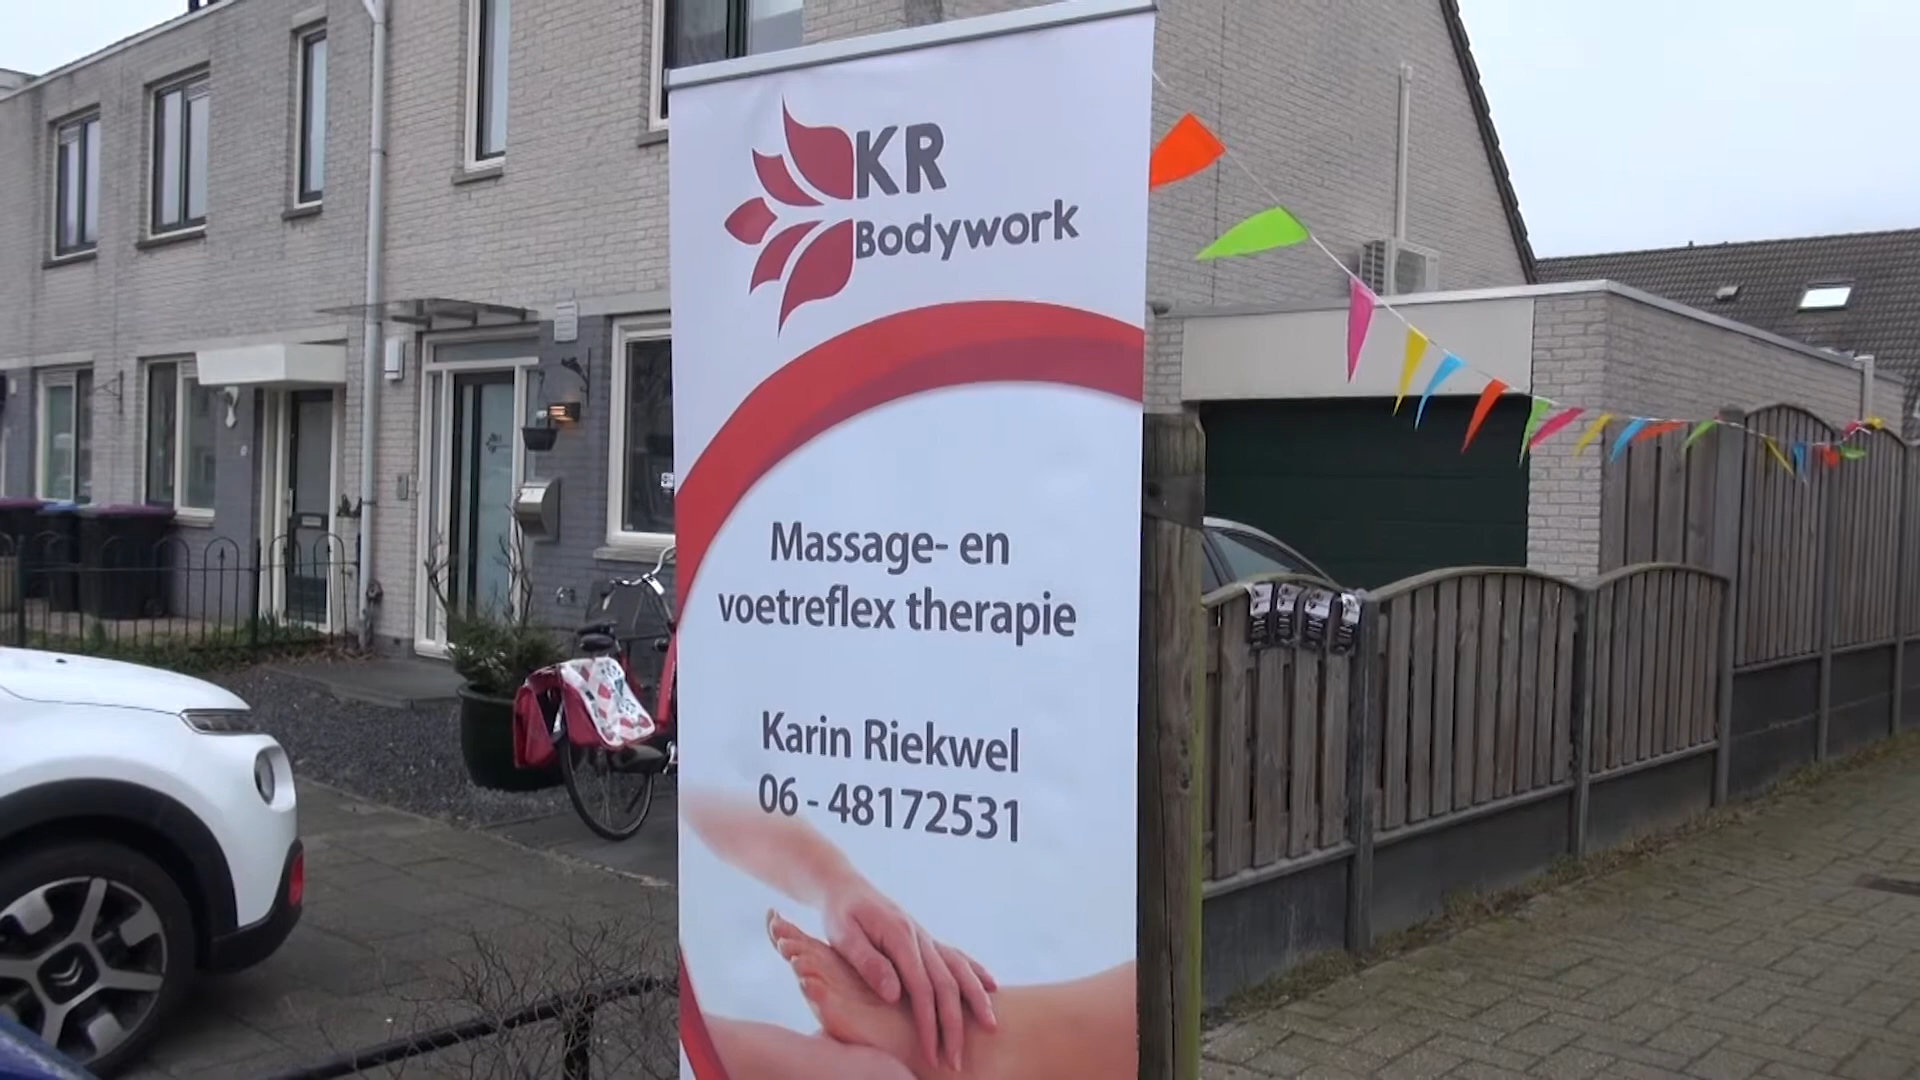 KR
Bodywork
Massage- en
voetreflex therapie
Karin Riekwel
06 - 48172531